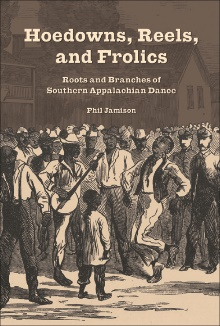 Hoedowns, Reels,
and Frolics
Roots and Branches of
Southern Appalachian Dance
Phil Jamison